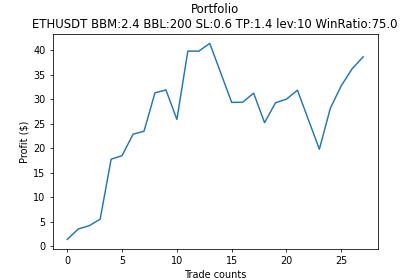 Portfolio
ETHUSDT BBM:2.4 BBL:200 SL:0.6 TP:1.4 lev:10 WinRatio:75.0
40
35
30
25
20
15
10
5
0
Profit ($)
0 5 10 15 20 25
Trade counts